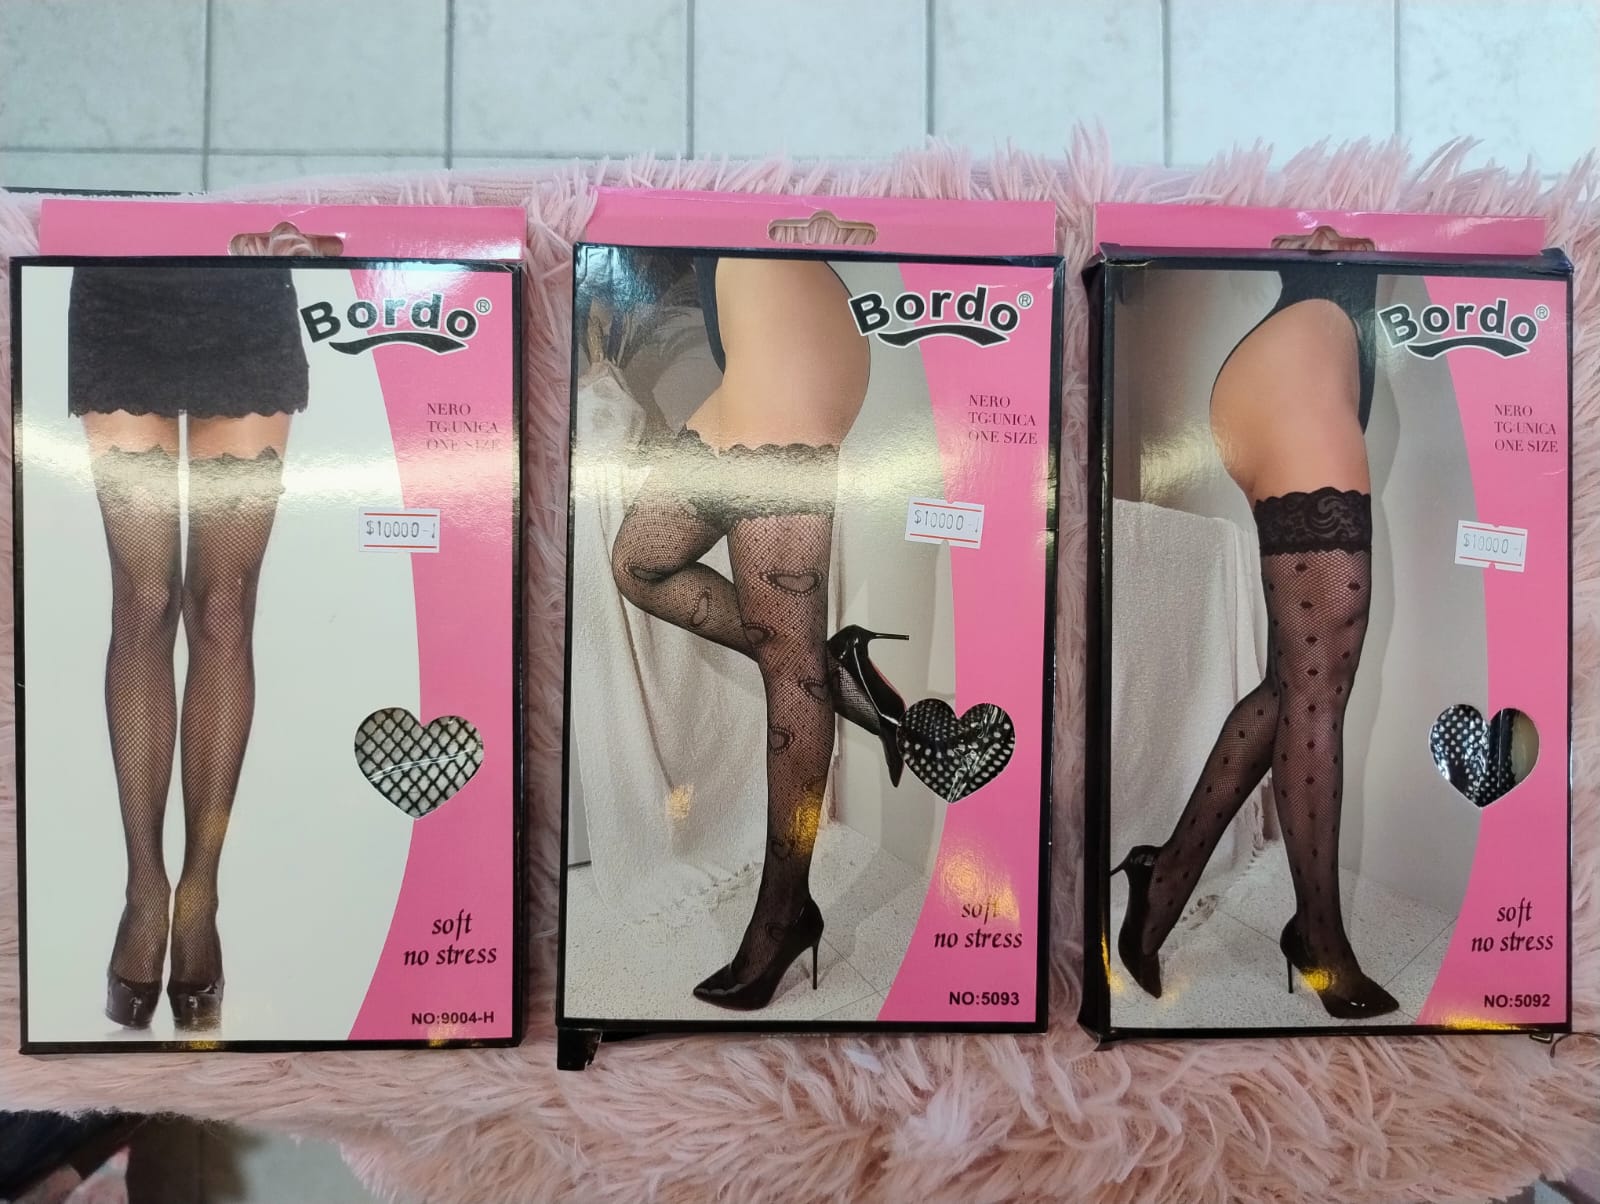 Bordo®
NERO
TG:UNICA
ONE SIZE
$10000-
soft
no stress
NO:9004-H
Bordo®
NERO
TG:UNICA
ONE SIZE
$10000-
soft
no stress
NO:5093
Bordo®
NERO
TG:UNICA
ONE SIZE
$10000-
soft
no stress
NO:5092